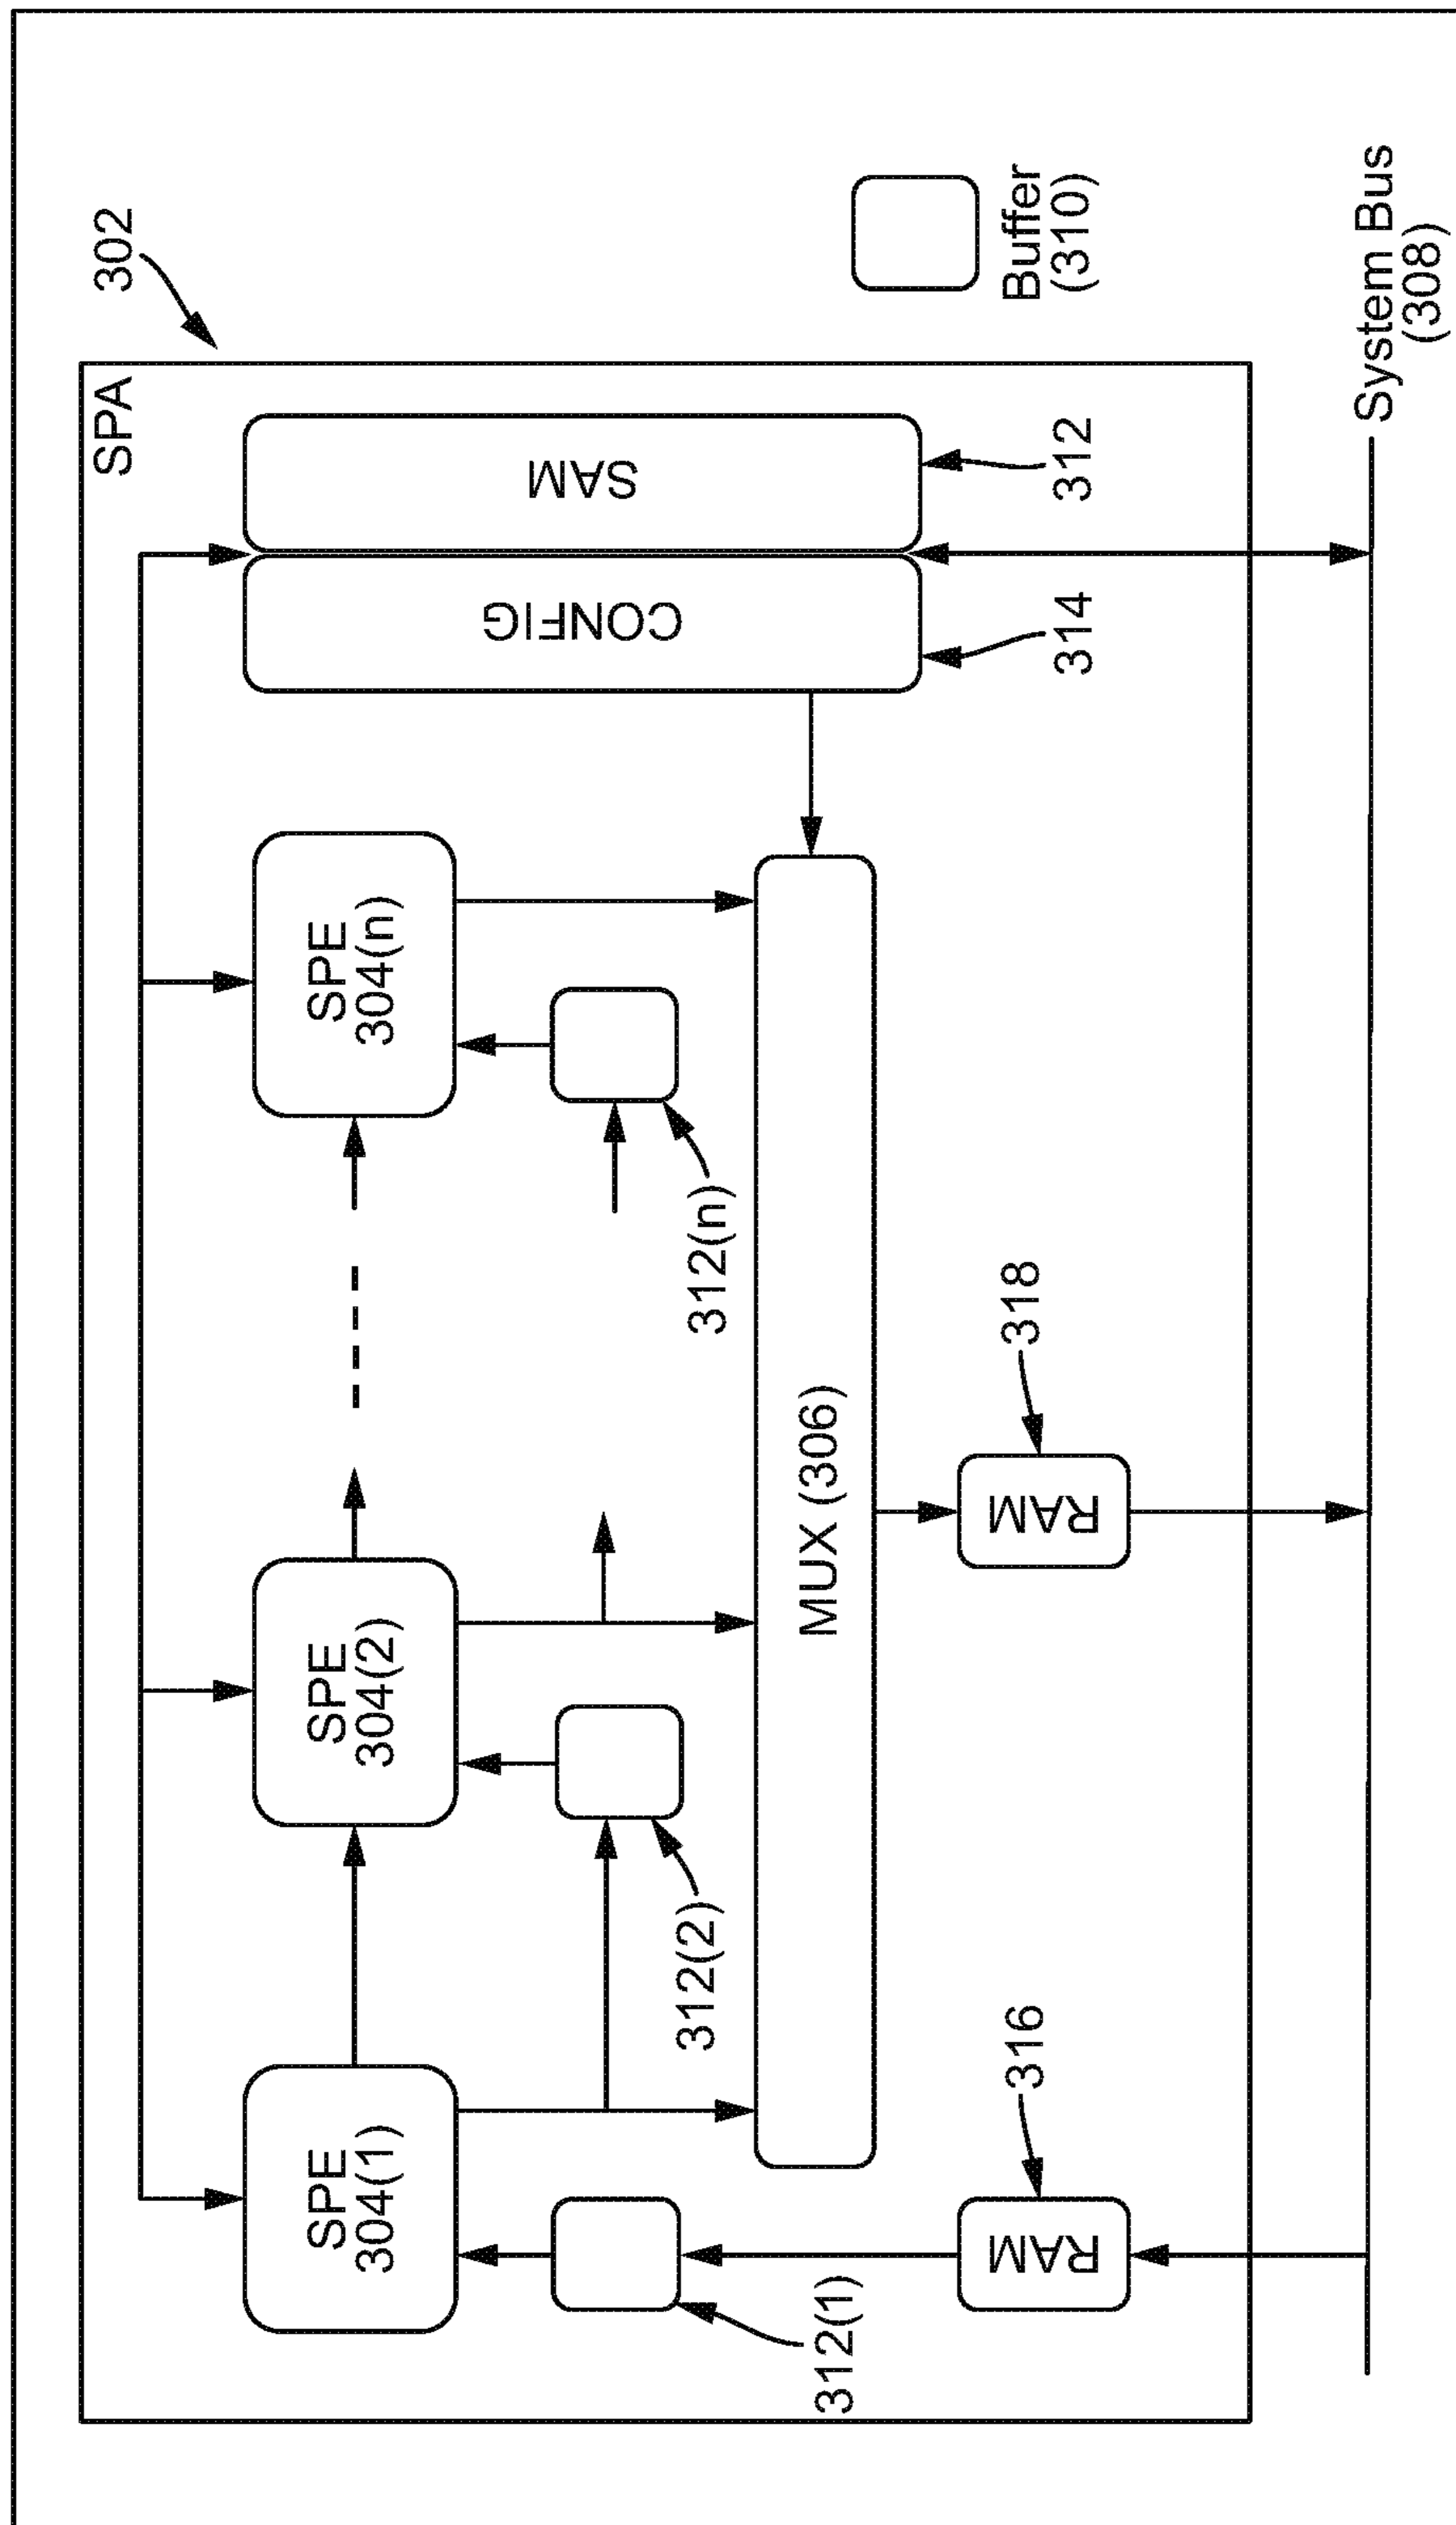 302
SPA
SPE
304(1)
SPE
304(2)
SPE
304(n)
CONFIG
SAM
312(1)
312(2)
312(n)
314
312
Buffer
(310)
MUX (306)
RAM
316
RAM
318
System Bus
(308)